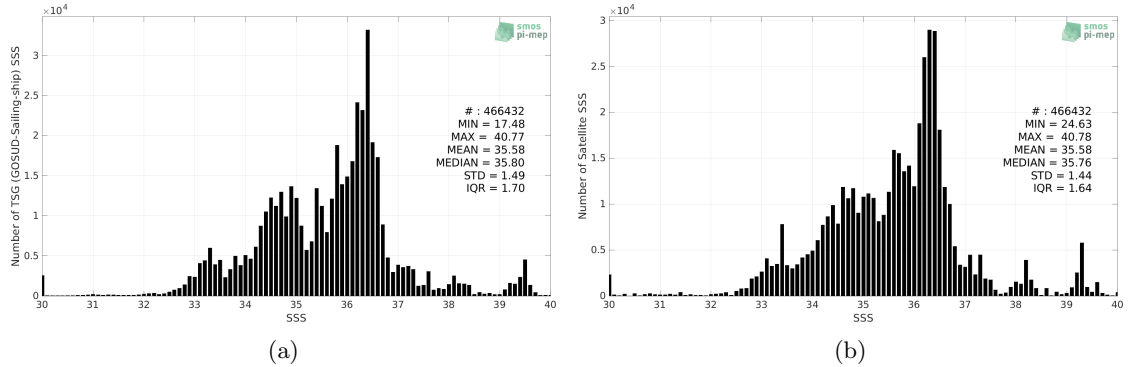 ×10⁴
smos
pi-mep
Number of TSG (GOSUD-Sailing-ship) SSS
3
2.5
2
1.5
1
0.5
0
# : 466432
MIN = 17.48
MAX = 40.77
MEAN = 35.58
MEDIAN = 35.80
STD = 1.49
IQR = 1.70
30 31 32 33 34 35 36 37 38 39 40
SSS
(a)
×10⁴
smos
pi-mep
Number of Satellite SSS
3
2.5
2
1.5
1
0.5
0
# : 466432
MIN = 24.63
MAX = 40.78
MEAN = 35.58
MEDIAN = 35.76
STD = 1.44
IQR = 1.64
30 31 32 33 34 35 36 37 38 39 40
SSS
(b)